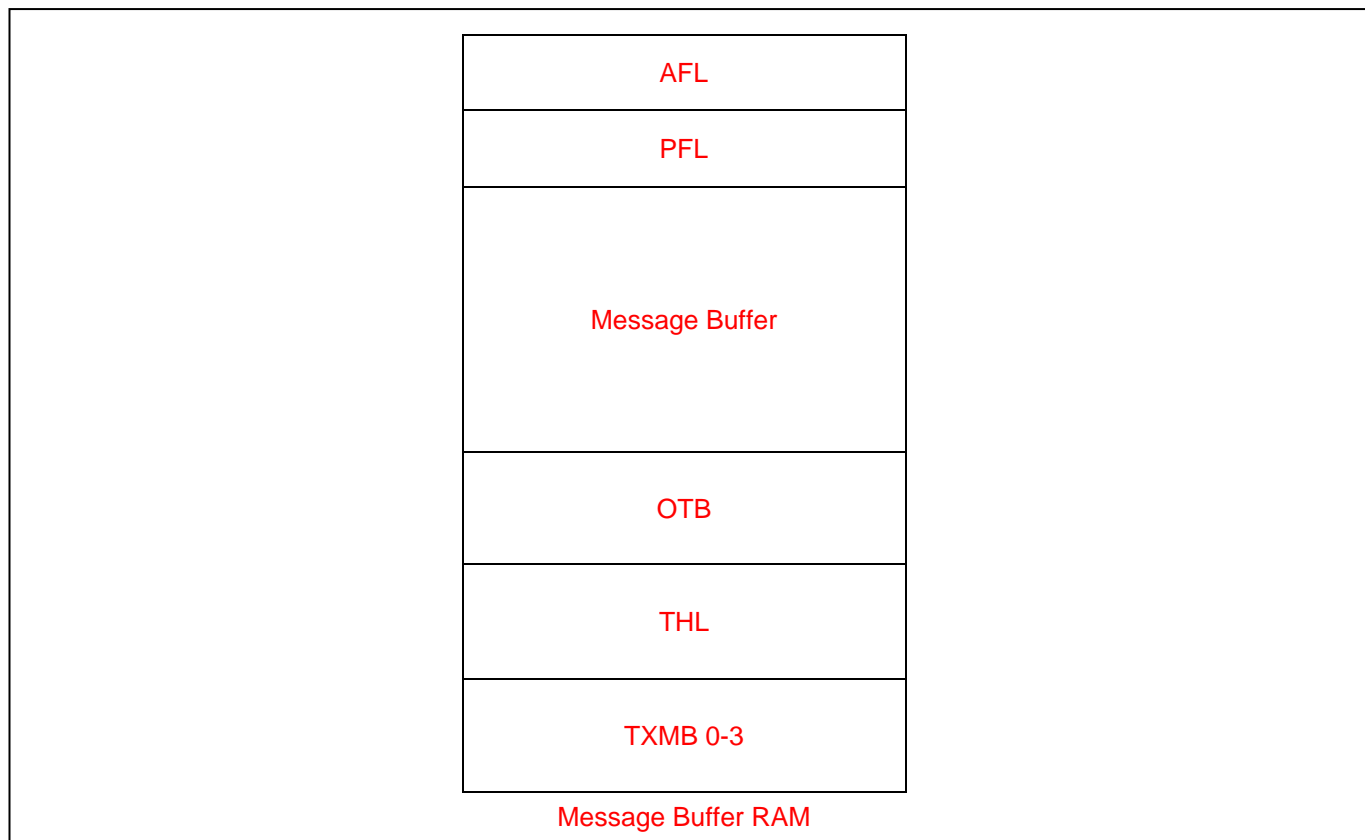 AFL
PFL
Message Buffer
OTB
THL
TXMB 0-3
Message Buffer RAM